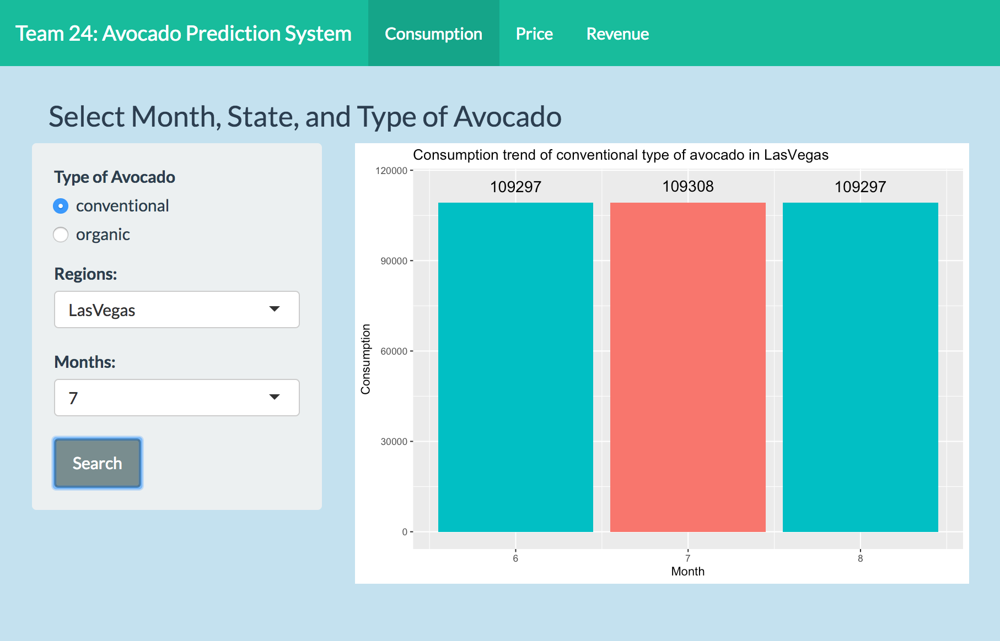 Team 24: Avocado Prediction System Consumption Price Revenue
Select Month, State, and Type of Avocado
Type of Avocado
conventional
organic
Regions:
LasVegas
Months:
7
Search
Consumption trend of conventional type of avocado in LasVegas
120000
109297 109308 109297
90000
60000
30000
0
Consumption
6 7 8
Month